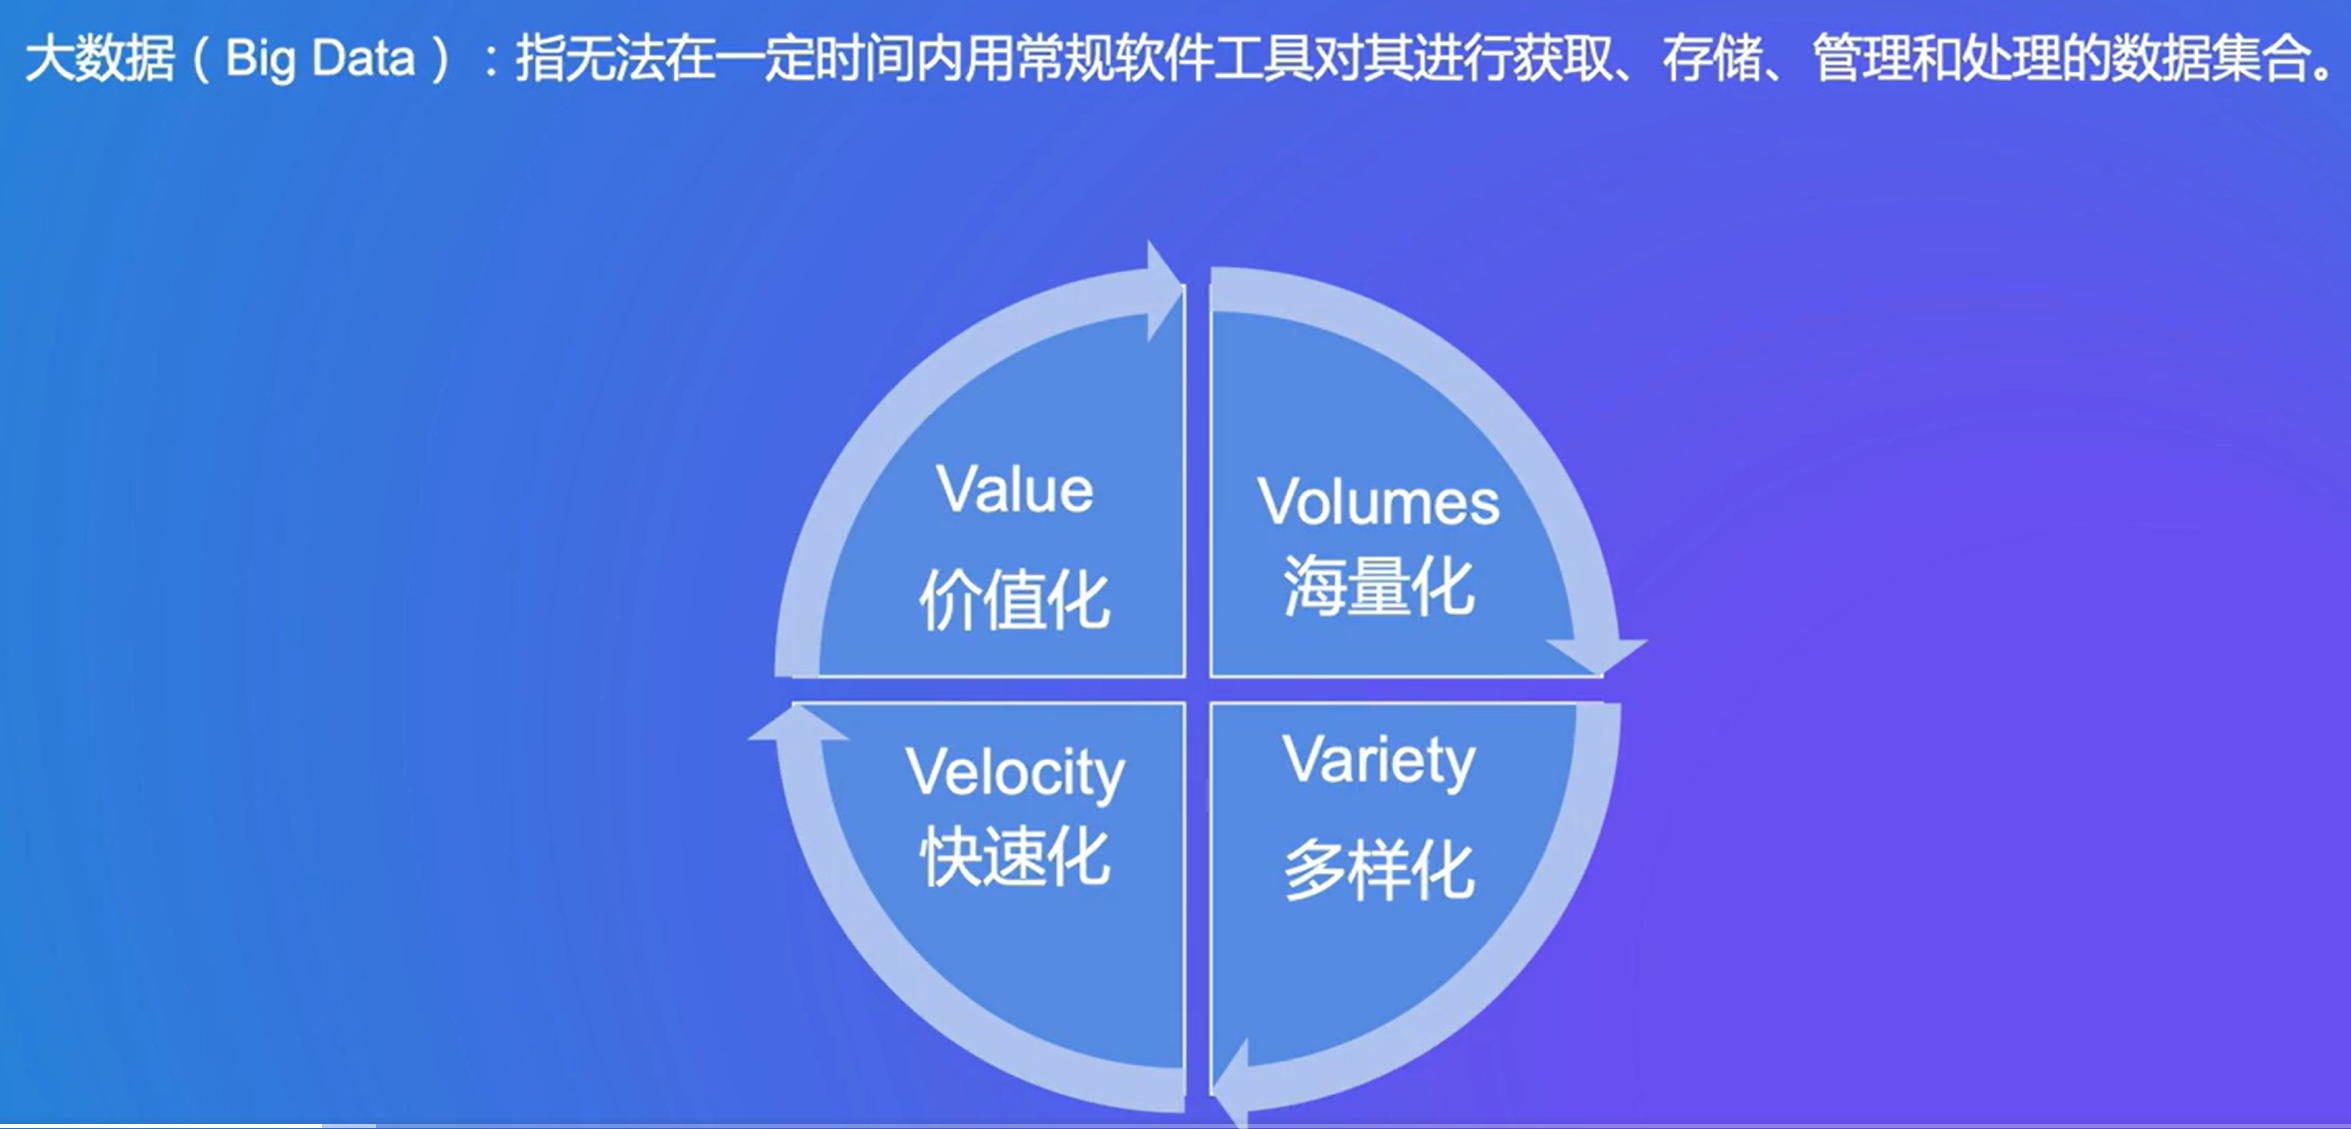 大数据（Big Data）：指无法在一定时间内用常规软件工具对其进行获取、存储、管理和处理的数据集合。
Value
价值化
Volumes
海量化
Velocity
快速化
Variety
多样化